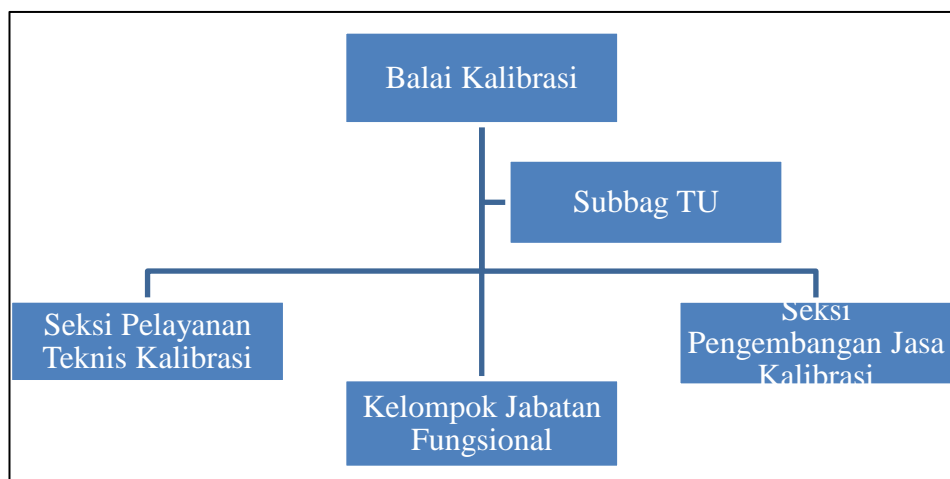 Balai Kalibrasi
Subbag TU
Seksi Pelayanan
Teknis Kalibrasi
Kelompok Jabatan
Fungsional
Seksi
Pengembangan Jasa
Kalibrasi